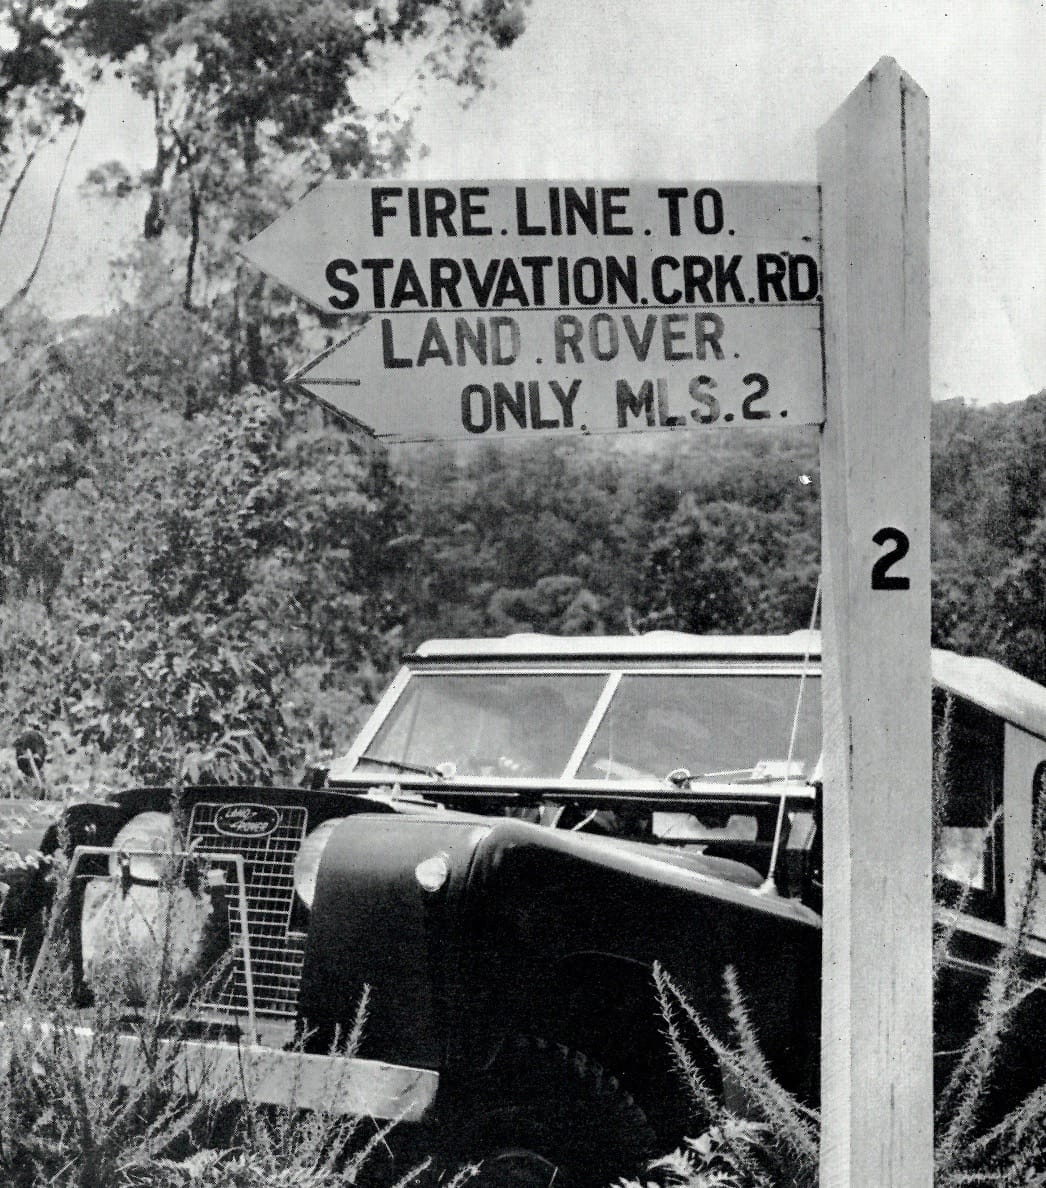 FIRE.LINE.TO.
STARVATION.CRK.RD.
LAND.ROVER.
ONLY. MLS.2.
2
LAND
ROVER